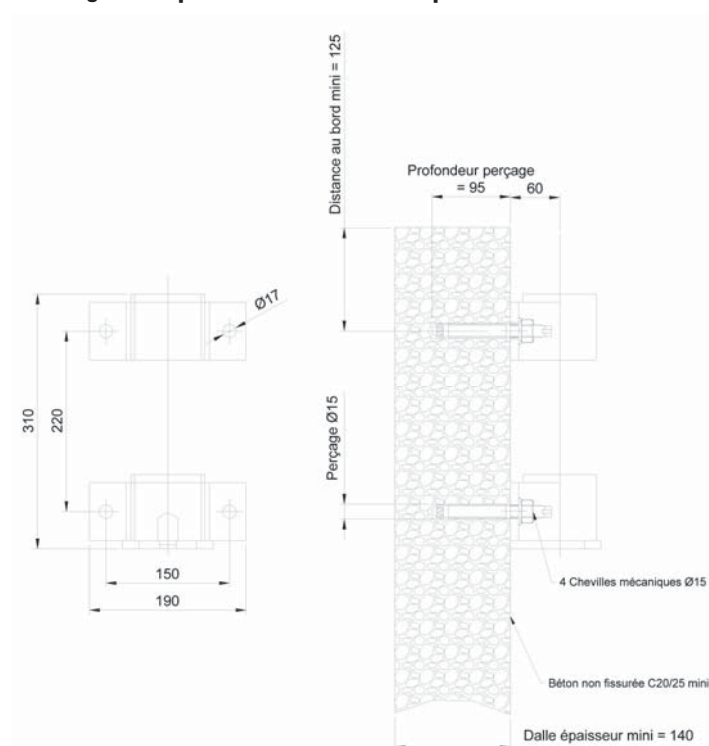 Distance au bord mini = 125
Profondeur perçage
= 95
60
Ø17
310
220
Perçage Ø15
150
190
4 Chevilles mécaniques Ø15
Béton non fissurée C20/25 mini
Dalle épaisseur mini = 140